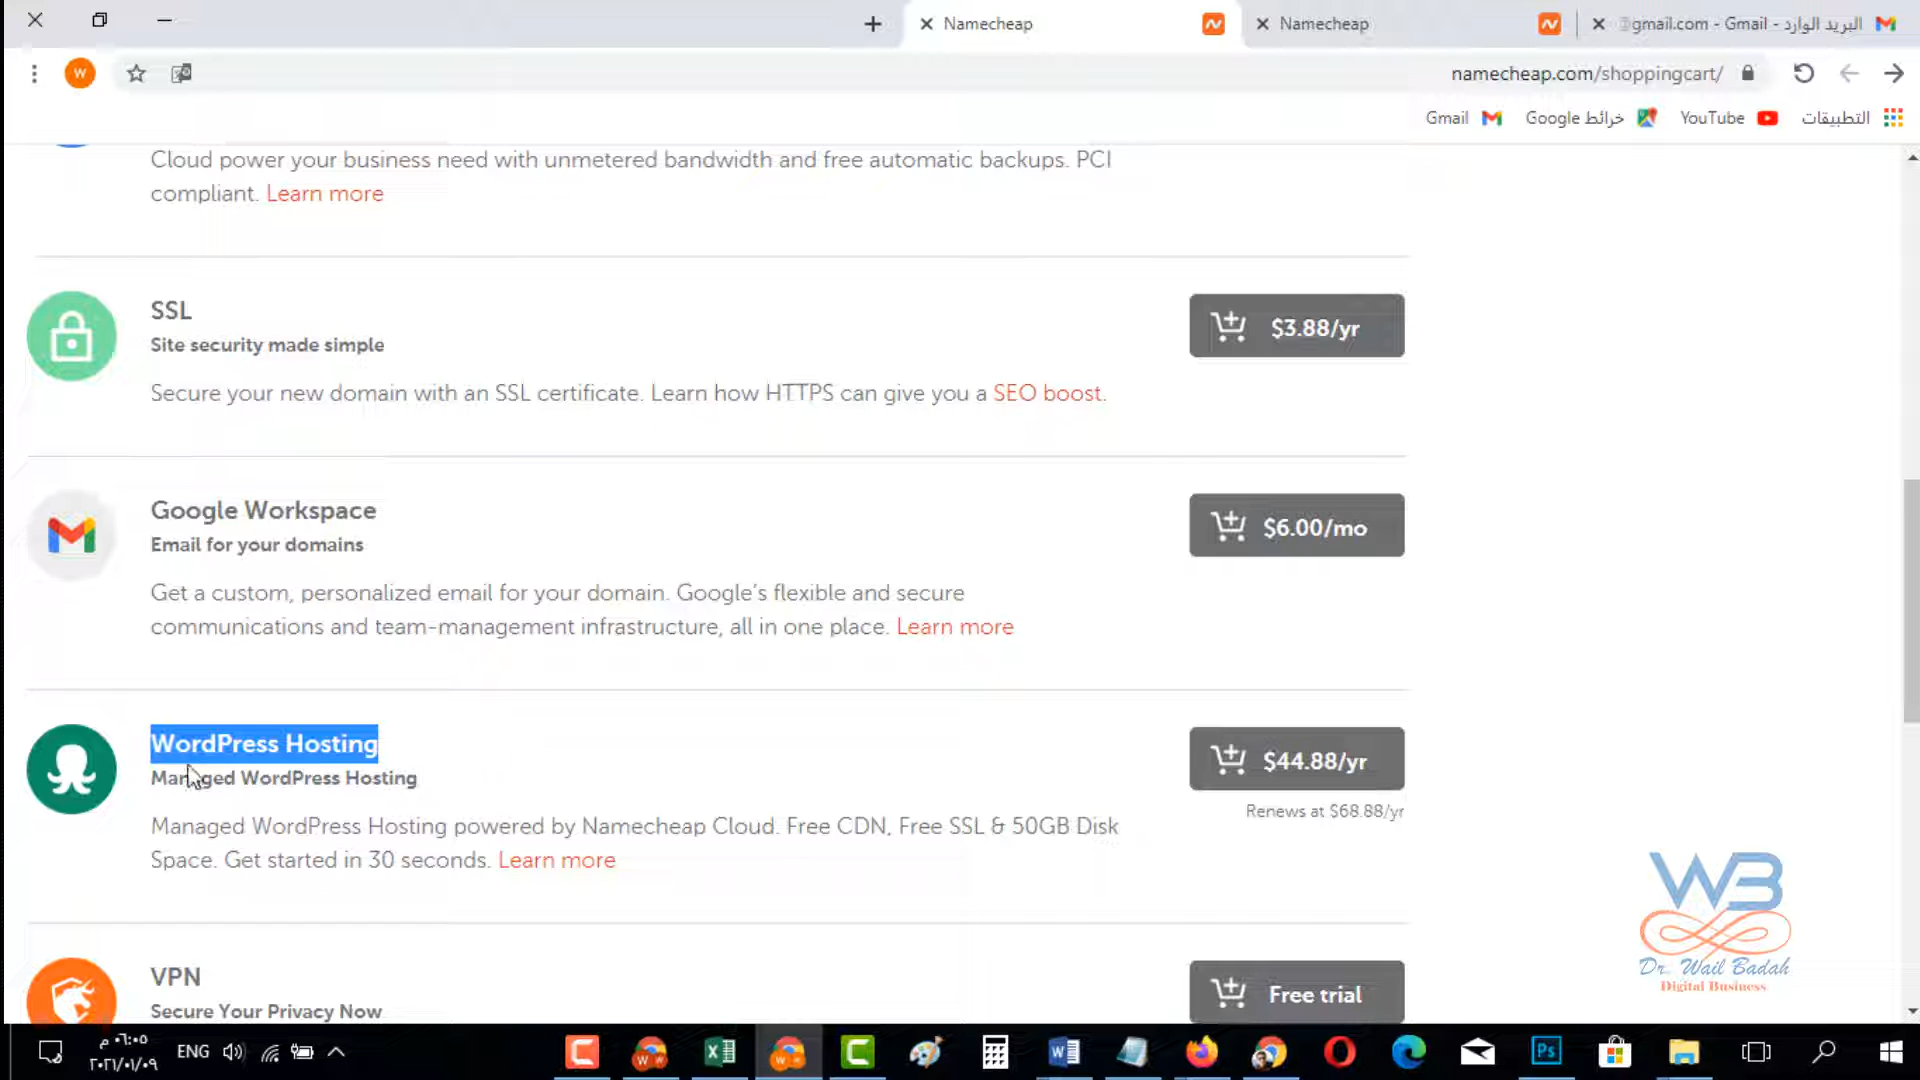 Namecheap
Namecheap
@gmail.com - Gmail - البريد الوارد
W
namecheap.com/shoppingcart/
Gmail
خرائط Google
YouTube
التطبيقات
Cloud power your business need with unmetered bandwidth and free automatic backups. PCI
compliant. Learn more
SSL
Site security made simple
$3.88/yr
Secure your new domain with an SSL certificate. Learn how HTTPS can give you a SEO boost.
Google Workspace
Email for your domains
$6.00/mo
Get a custom, personalized email for your domain. Google's flexible and secure
communications and team-management infrastructure, all in one place. Learn more
WordPress Hosting
Managed WordPress Hosting
$44.88/yr
Renews at $68.88/yr
Managed WordPress Hosting powered by Namecheap Cloud. Free CDN, Free SSL & 50GB Disk
Space. Get started in 30 seconds. Learn more
WB
Dr. Wail Badah
Digital Business
VPN
Secure Your Privacy Now
Free trial
٠٦:٠٥ م
٢٠٢١/٠١/٠٩
ENG
Ps